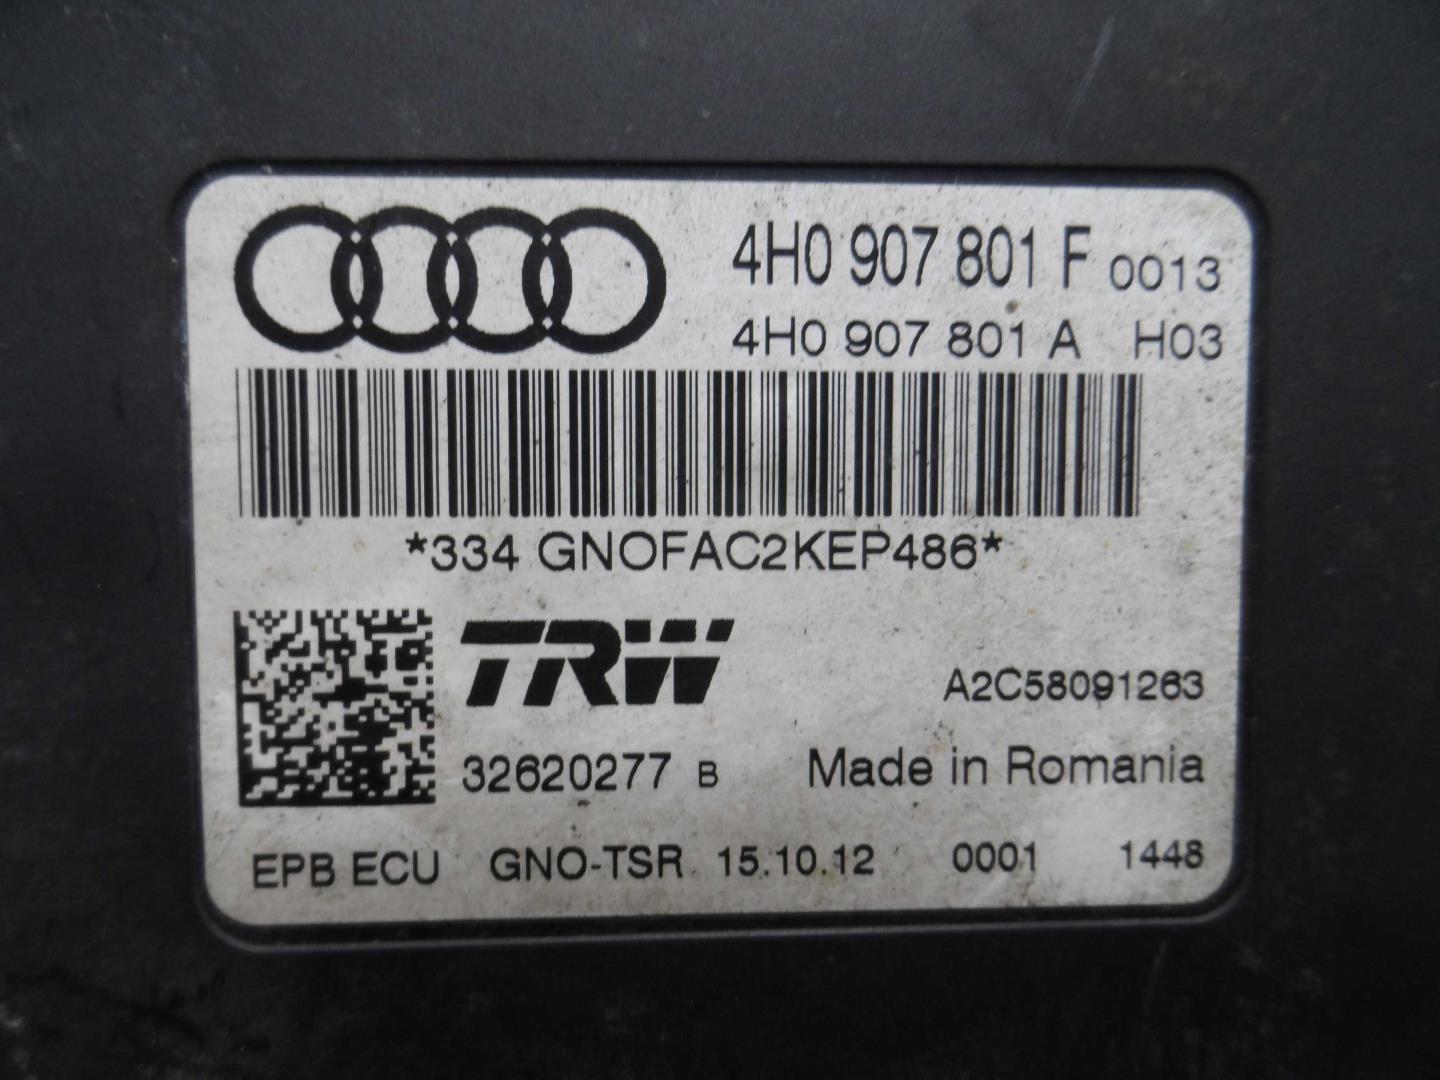 4H0 907 801 F 0013
4H0 907 801 A H03
*334 GNOFAC2KEP486*
TRW
A2C58091263
32620277 B Made in Romania
EPB ECU GNO-TSR 15.10.12 0001 1448